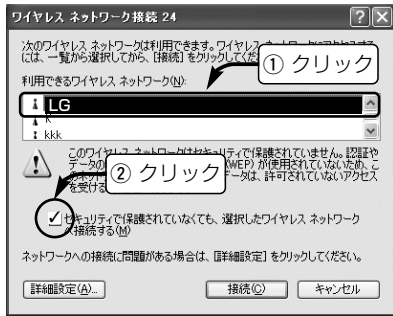 ワイヤレス ネットワーク接続 24
次のワイヤレス ネットワークは利用できます。ワイヤレス
には、一覧から選択してから、[接続] をクリックしてくだ
① クリック
利用できるワイヤレス ネットワーク(N):
LG
K
kkk
このワイヤレス ネットワークはセキュリティで保護されていません。認証や
データの (WEP) が使用されていないため、こ
データは、許可されていないアクセス
を受ける
② クリック
セキュリティで保護されていなくても、選択したワイヤレス ネットワーク
へ接続する(M)
ネットワークへの接続に問題がある場合は、[詳細設定] をクリックしてください。
詳細設定(A)...
接続(C)
キャンセル